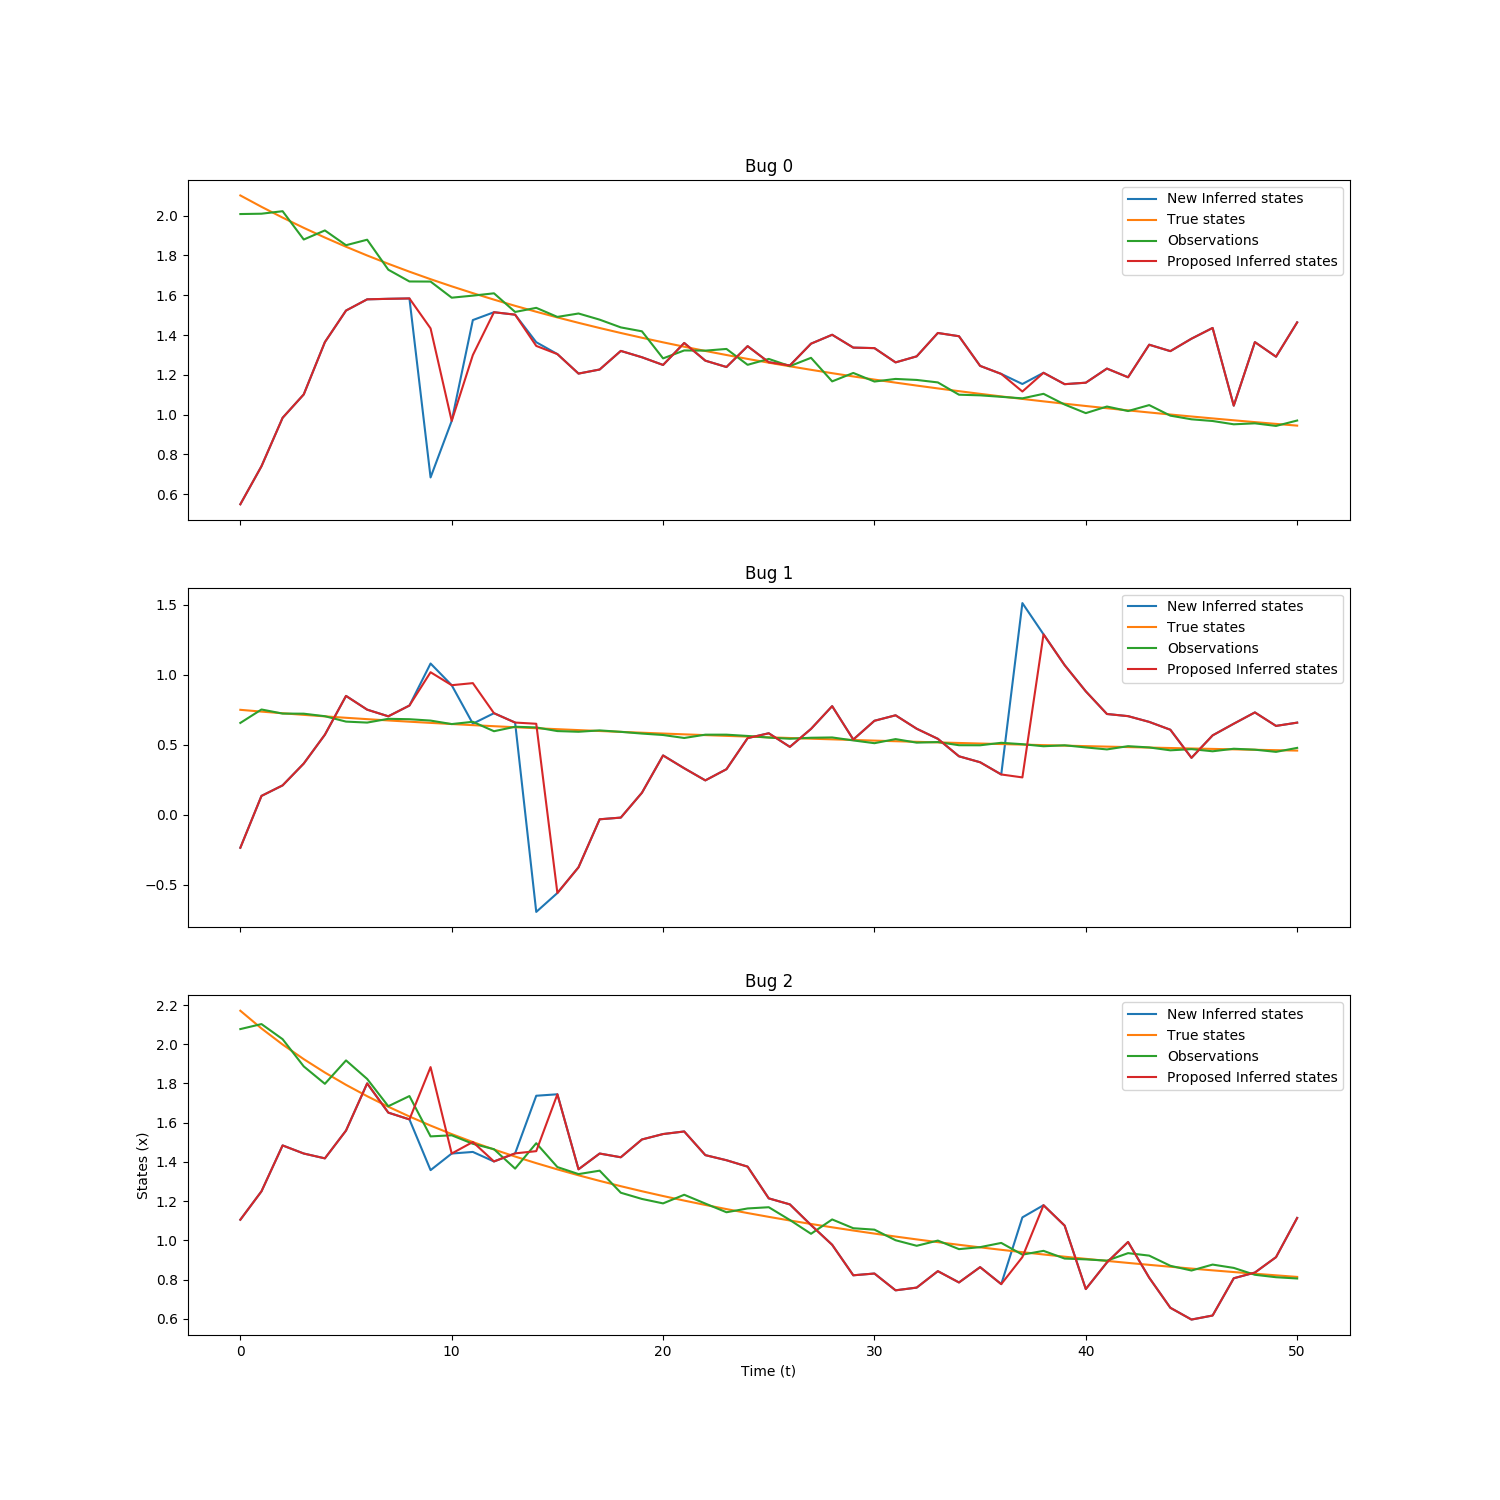 Bug 0
2.0
1.8
1.6
1.4
1.2
1.0
0.8
0.6
New Inferred states
True states
Observations
Proposed Inferred states
Bug 1
1.5
1.0
0.5
0.0
−0.5
New Inferred states
True states
Observations
Proposed Inferred states
Bug 2
2.2
2.0
1.8
1.6
1.4
1.2
1.0
0.8
0.6
States (x)
New Inferred states
True states
Observations
Proposed Inferred states
0 10 20 30 40 50
Time (t)